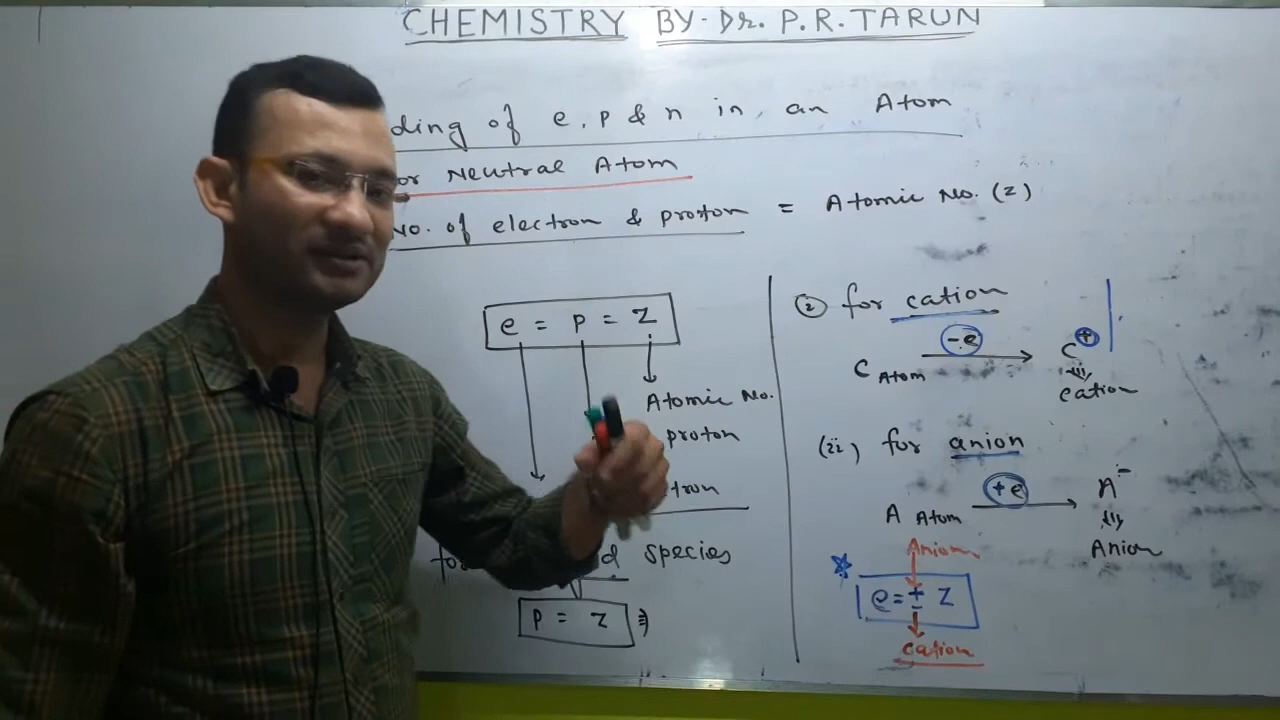 CHEMISTRY BY- Dr. P.R. TARUN
ding of e, p & n in an Atom
or Neutral Atom
No. of electron & proton = Atomic No. (Z)
e = p = Z
Atomic No.
proton
tron
species
p = Z
② for cation
C Atom -e C+
cation
(ii) for anion
A Atom +e A-
Anion
Anion
e = ± Z
cation